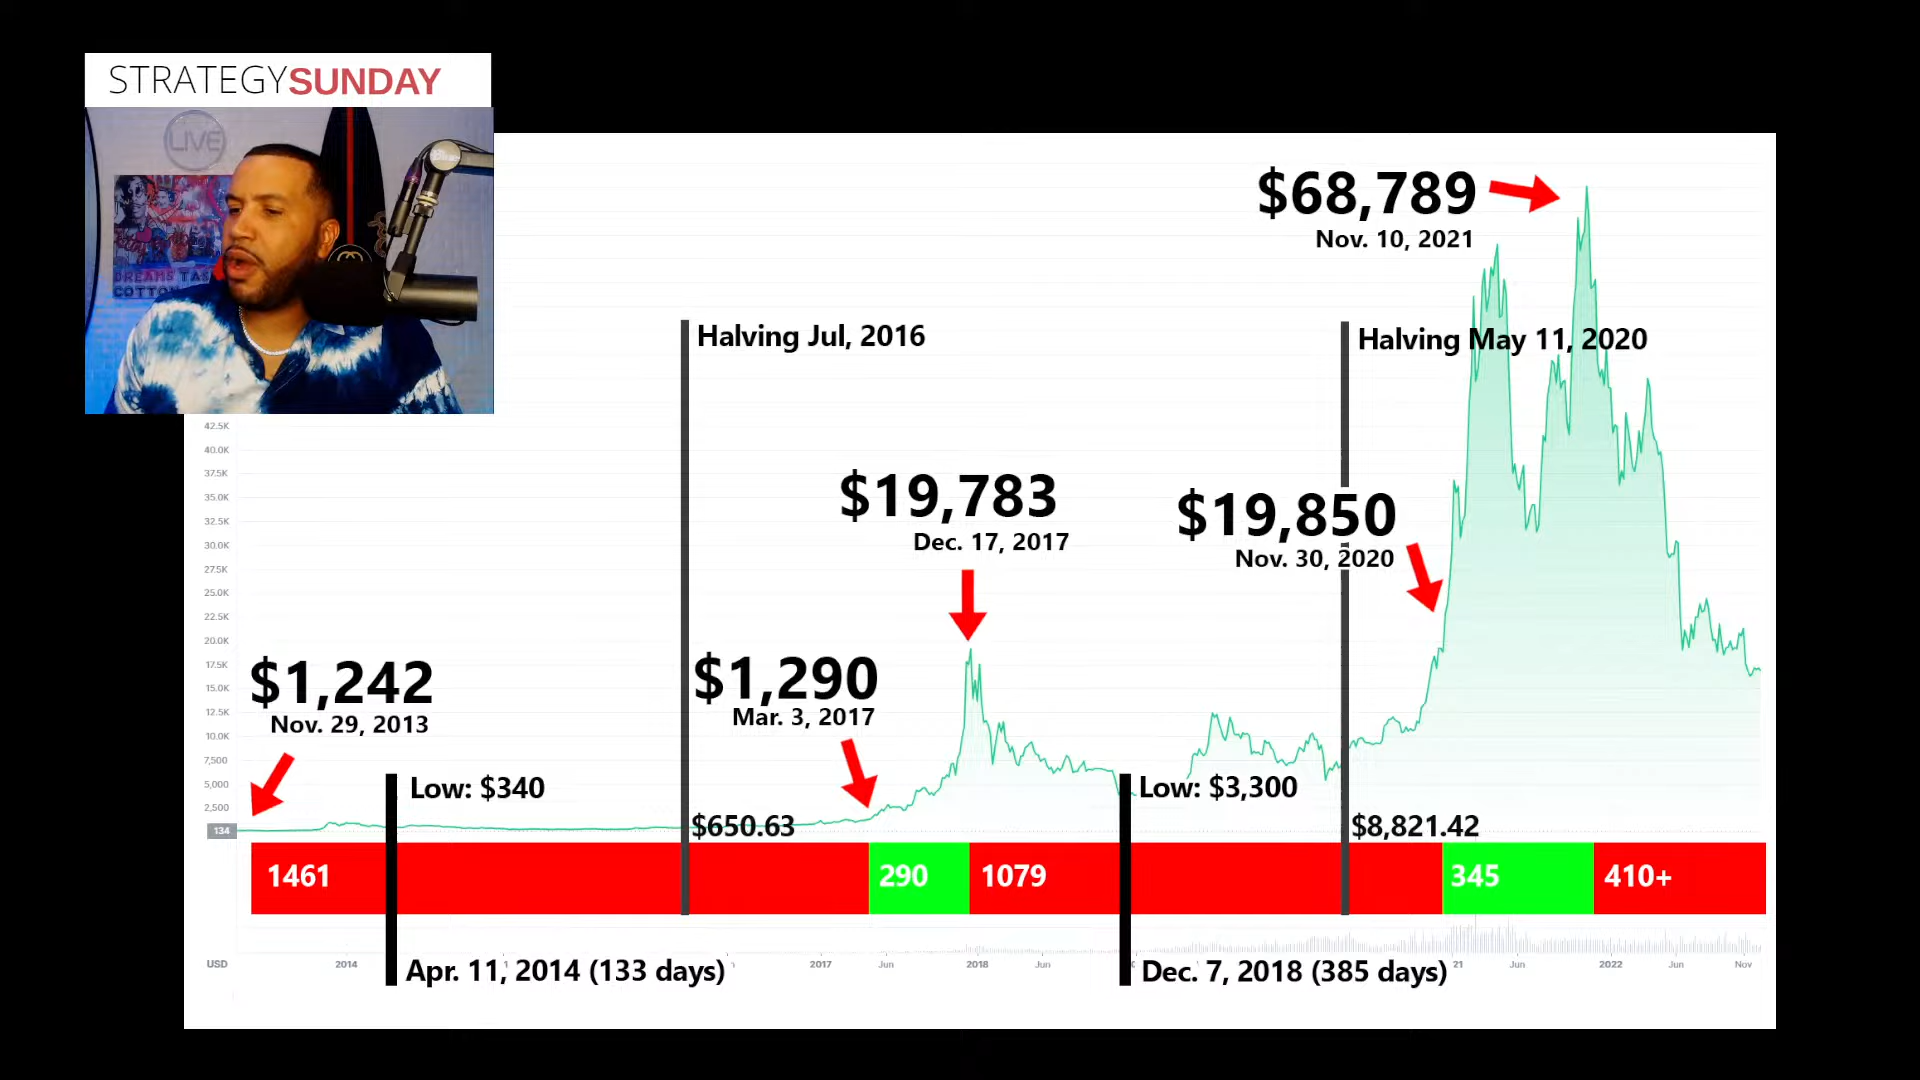 STRATEGYSUNDAY
LIVE
DREAMS TAS
COTTO
$68,789
Nov. 10, 2021
Halving Jul, 2016
Halving May 11, 2020
42.5K
40.0K
37.5K
35.0K
32.5K
30.0K
27.5K
25.0K
22.5K
20.0K
17.5K
15.0K
12.5K
10.0K
7,500
5,000
2,500
134
$19,783
Dec. 17, 2017
$19,850
Nov. 30, 2020
$1,242
Nov. 29, 2013
$1,290
Mar. 3, 2017
Low: $340
Low: $3,300
$650.63
$8,821.42
1461
290
1079
345
410+
USD
2014
2017
Jun
2018
Jun
21
Jun
2022
Jun
Nov
Apr. 11, 2014 (133 days)
Dec. 7, 2018 (385 days)